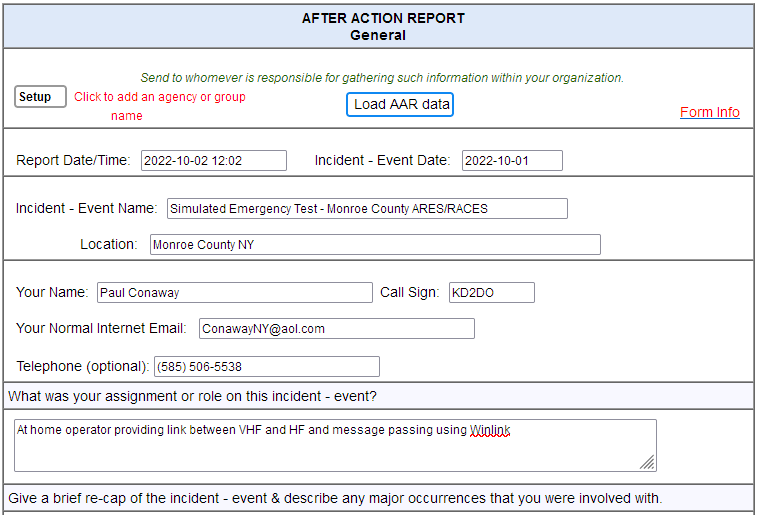 AFTER ACTION REPORT
General
Send to whomever is responsible for gathering such information within your organization.
Setup Click to add an agency or group name
Load AAR data
Form Info
Report Date/Time: 2022-10-02 12:02 Incident - Event Date: 2022-10-01
Incident - Event Name: Simulated Emergency Test - Monroe County ARES/RACES
Location: Monroe County NY
Your Name: Paul Conaway Call Sign: KD2DO
Your Normal Internet Email: ConawayNY@aol.com
Telephone (optional): (585) 506-5538
What was your assignment or role on this incident - event?
At home operator providing link between VHF and HF and message passing using Winlink
Give a brief re-cap of the incident - event & describe any major occurrences that you were involved with.